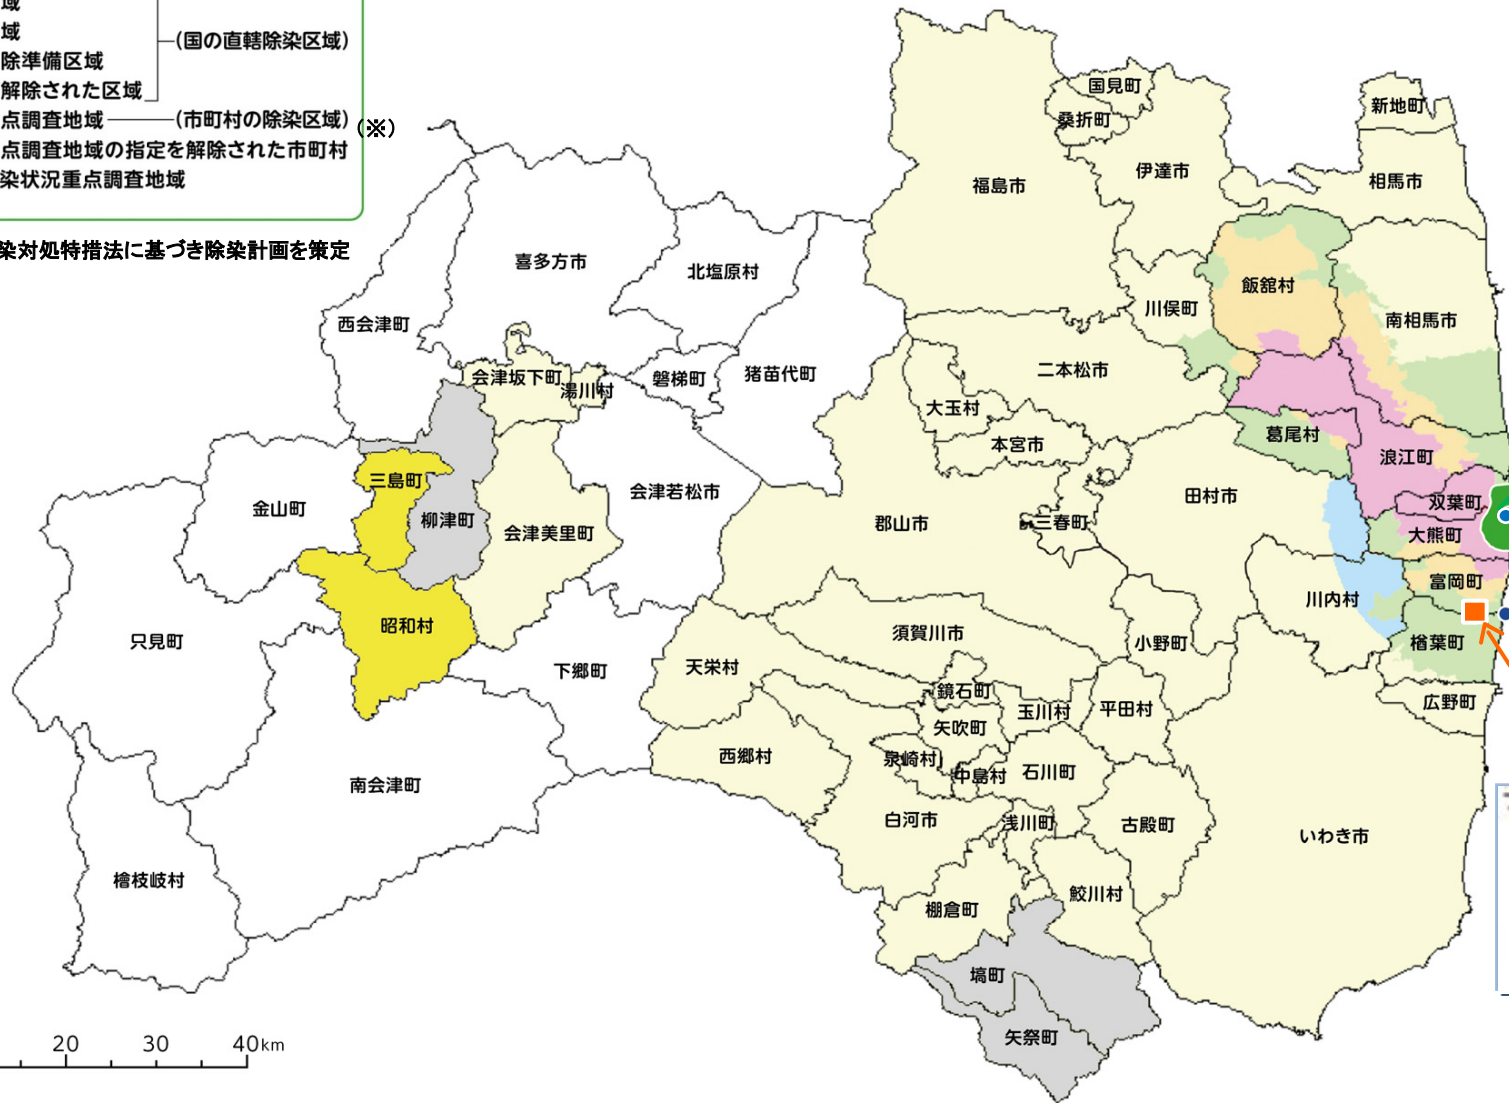 域
域
除準備区域
解除された区域
(国の直轄除染区域)
点調査地域
(市町村の除染区域)
(※)
点調査地域の指定を解除された市町村
染状況重点調査地域
染対処特措法に基づき除染計画を策定
国見町
桑折町
新地町
伊達市
相馬市
福島市
喜多方市
北塩原村
飯舘村
川俣町
南相馬市
西会津町
二本松市
会津坂下町
湯川村
磐梯町
猪苗代町
大玉村
本宮市
葛尾村
浪江町
三島町
会津若松市
田村市
双葉町
金山町
柳津町
会津美里町
郡山市
三春町
大熊町
富岡町
川内村
昭和村
只見町
下郷町
須賀川市
小野町
楢葉町
天栄村
鏡石町
玉川村
平田村
広野町
矢吹町
西郷村
泉崎村
中島村
石川町
南会津町
白河市
浅川町
古殿町
いわき市
檜枝岐村
棚倉町
鮫川村
塙町
矢祭町
20 30 40km